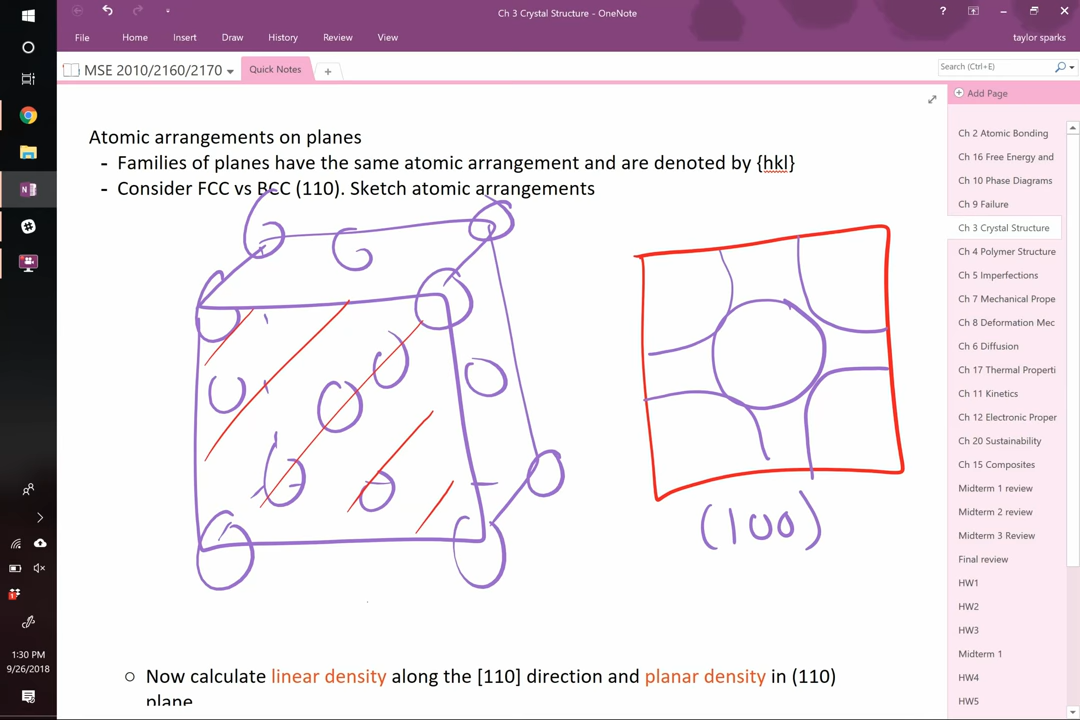 Ch 3 Crystal Structure - OneNote
?
File
Home
Insert
Draw
History
Review
View
taylor sparks
MSE 2010/2160/2170
Quick Notes
+
Search (Ctrl+E)
Add Page
Ch 2 Atomic Bonding
Ch 16 Free Energy and
Ch 10 Phase Diagrams
Ch 9 Failure
Ch 3 Crystal Structure
Ch 4 Polymer Structure
Ch 5 Imperfections
Ch 7 Mechanical Prope
Ch 8 Deformation Mec
Ch 6 Diffusion
Ch 17 Thermal Properti
Ch 11 Kinetics
Ch 12 Electronic Proper
Ch 20 Sustainability
Ch 15 Composites
Midterm 1 review
Midterm 2 review
Midterm 3 Review
Final review
HW1
HW2
HW3
Midterm 1
HW4
HW5
Atomic arrangements on planes
- Families of planes have the same atomic arrangement and are denoted by {hkl}
- Consider FCC vs BCC (110). Sketch atomic arrangements
(100)
Now calculate linear density along the [110] direction and planar density in (110)
plane
1:30 PM
9/26/2018